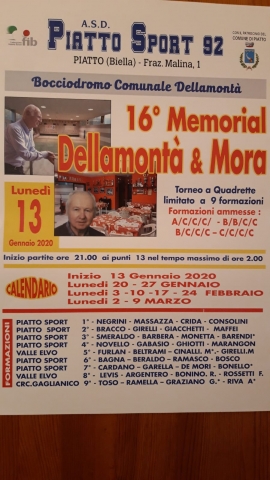 A.S.D.
PIATTO SPORT 92
PIATTO (Biella) - Fraz. Malina, 1
fib
CON IL PATROCINIO DEL
COMUNE DI PIATTO
Bocciodromo Comunale Dellamontà
16° Memorial
Dellamontà & Mora
Lunedì
13
Gennaio 2020
Torneo a Quadrette
limitato a 9 formazioni
Formazioni ammesse :
A/C/C/C/ - B/B/C/C
B/C/C/C – C/C/C/C
Inizio partite ore 21.00 ai punti 13 nel tempo massimo di ore 2.00
CALENDARIO
Inizio 13 Gennaio 2020
Lunedì 20 - 27 GENNAIO
Lunedì 3 -10 -17 - 24 FEBBRAIO
Lunedì 2 - 9 MARZO
FORMAZIONI
PIATTO SPORT 1° - NEGRINI - MASSAZZA - CRIDA - CONSOLINI
PIATTO SPORT 2° - BRACCO - GIRELLI - GIACCHETTI - MAFFEI
PIATTO SPORT 3° - SMERALDO - BARBERA - MONETTA - BARENDI*
PIATTO SPORT 4° - NOVELLO - GABASIO - GHIOTTI - MARANGON
VALLE ELVO 5° - FURLAN - BELTRAMI - CINALLI. M*.- GIRELLI.M
PIATTO SPORT 6° - BAGNA - BERALDO - RAMASCO - BOSCO
PIATTO SPORT 7° - CARDANO - GARELLA - DE MORI - BONELLO*
VALLE ELVO 8° - LEVIS - ARGENTERO - BONINO. R. - ROSSETTI F.
CRC.GAGLIANICO 9° - TOSO - RAMELLA - GRAZIANO G.* - RIVA A*